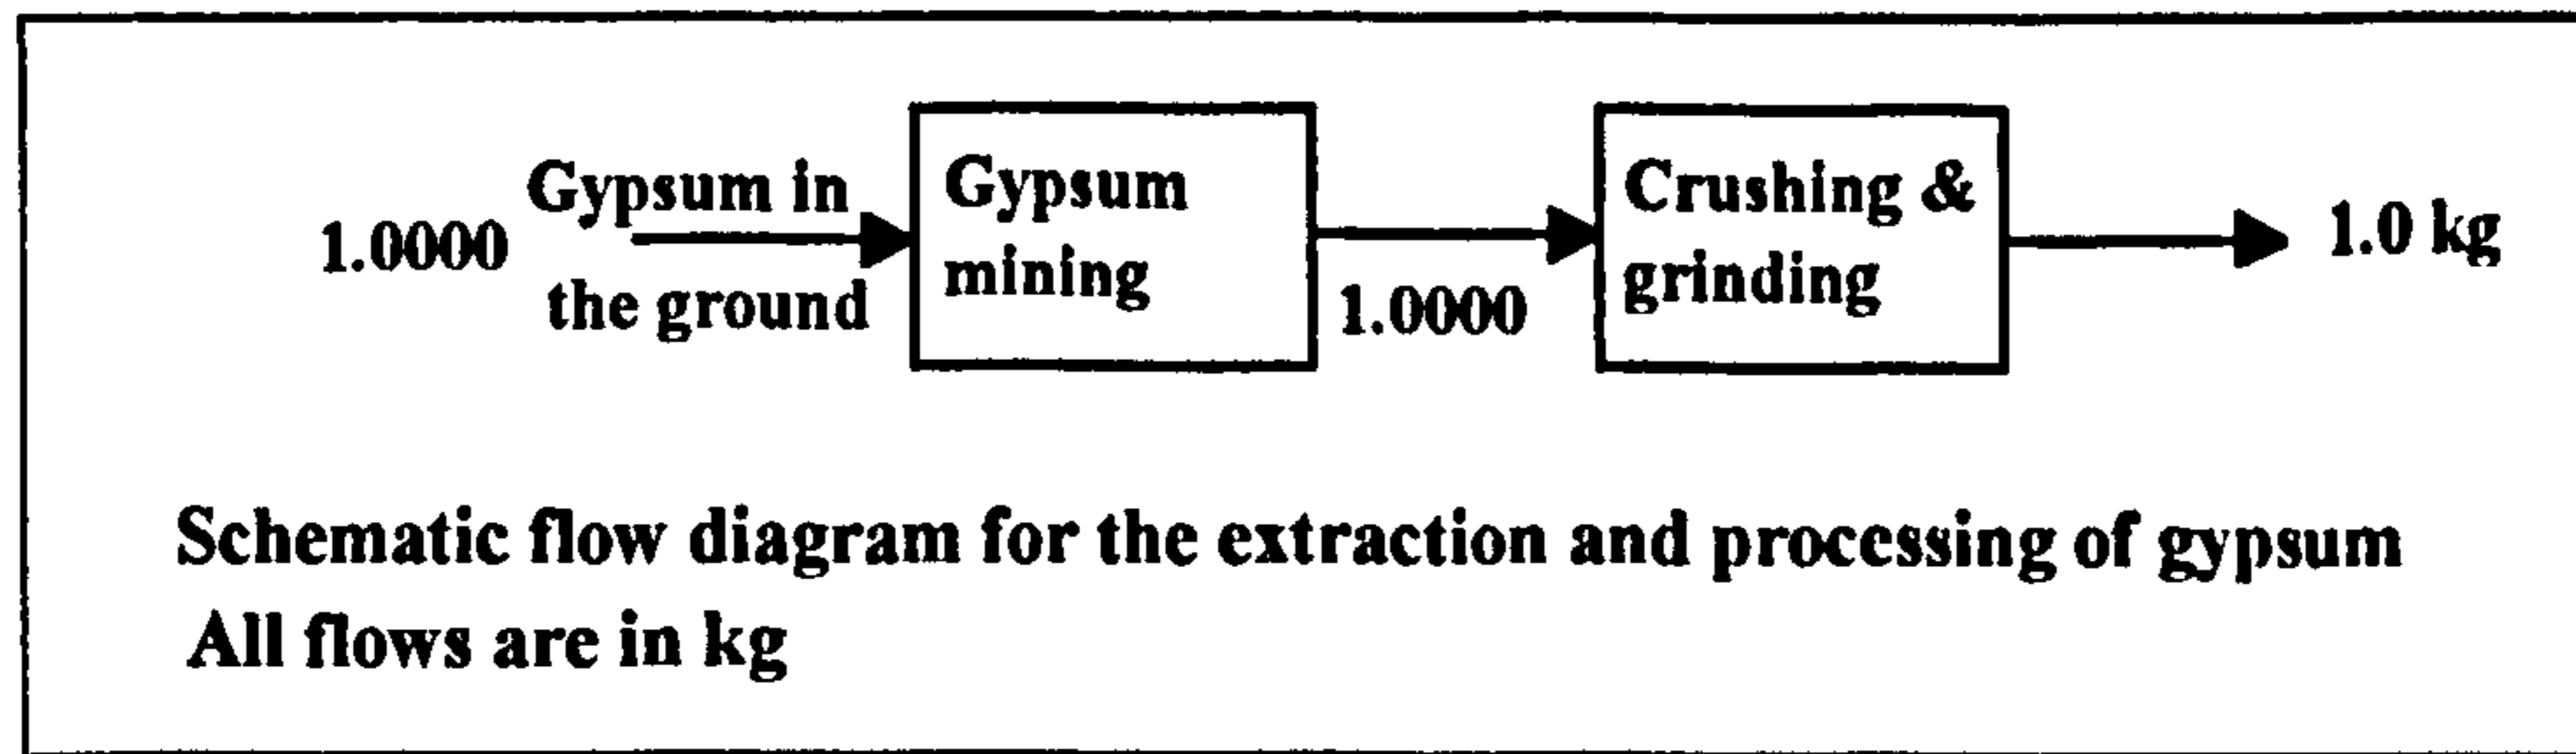 1.0000
Gypsum in
the ground
Gypsum
mining
1.0000
Crushing &
grinding
1.0 kg
Schematic flow diagram for the extraction and processing of gypsum
All flows are in kg